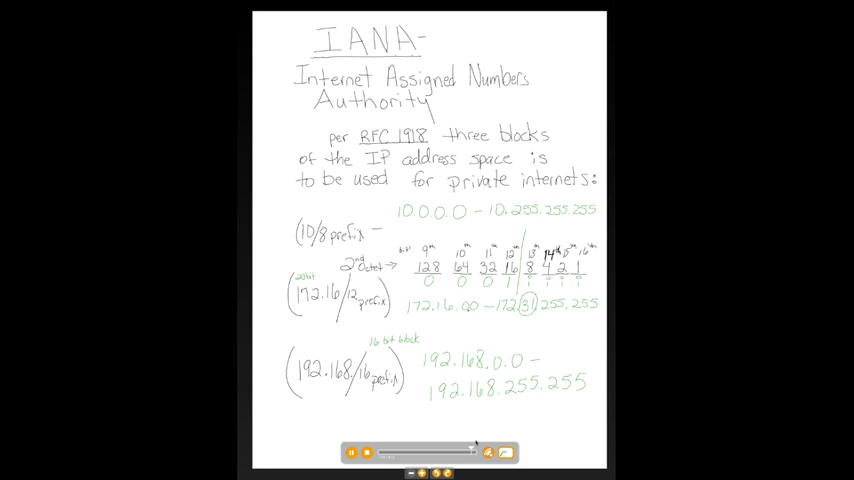 IANA-
Internet Assigned Numbers
Authority
per RFC 1918 three blocks
of the IP address space is
to be used for private internets:
10.0.0.0 - 10.255.255.255
(10/8 prefix -
bit 9th 10th 11th 12th 13th 14th 15th 16th
2nd Octet → 128 64 32 16 8 4 2 1
0 0 0 1 1 1 1 1
20 bit
(172.16/12 prefix) 172.16.0.0 - 172.31.255.255
16 bit block
(192.168/16 prefix) 192.168.0.0 -
192.168.255.255